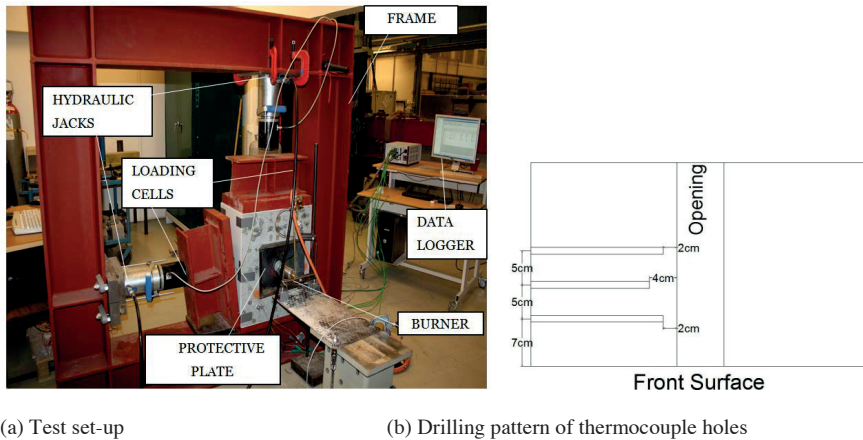 FRAME
HYDRAULIC
JACKS
LOADING
CELLS
DATA
LOGGER
BURNER
PROTECTIVE
PLATE
Opening
2cm
5cm
4cm
5cm
2cm
7cm
Front Surface
(a) Test set-up
(b) Drilling pattern of thermocouple holes